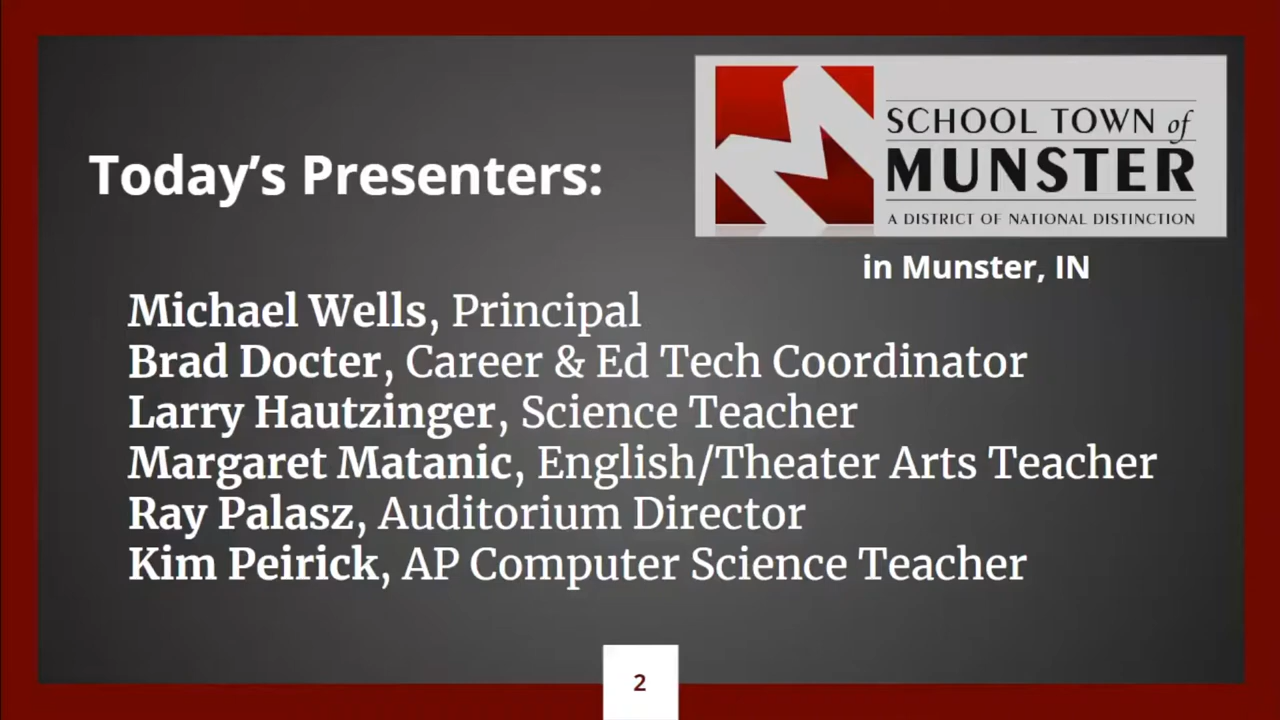 SCHOOL TOWN of
MUNSTER
A DISTRICT OF NATIONAL DISTINCTION
Today’s Presenters:
in Munster, IN
Michael Wells, Principal
Brad Docter, Career & Ed Tech Coordinator
Larry Hautzinger, Science Teacher
Margaret Matanic, English/Theater Arts Teacher
Ray Palasz, Auditorium Director
Kim Peirick, AP Computer Science Teacher
2